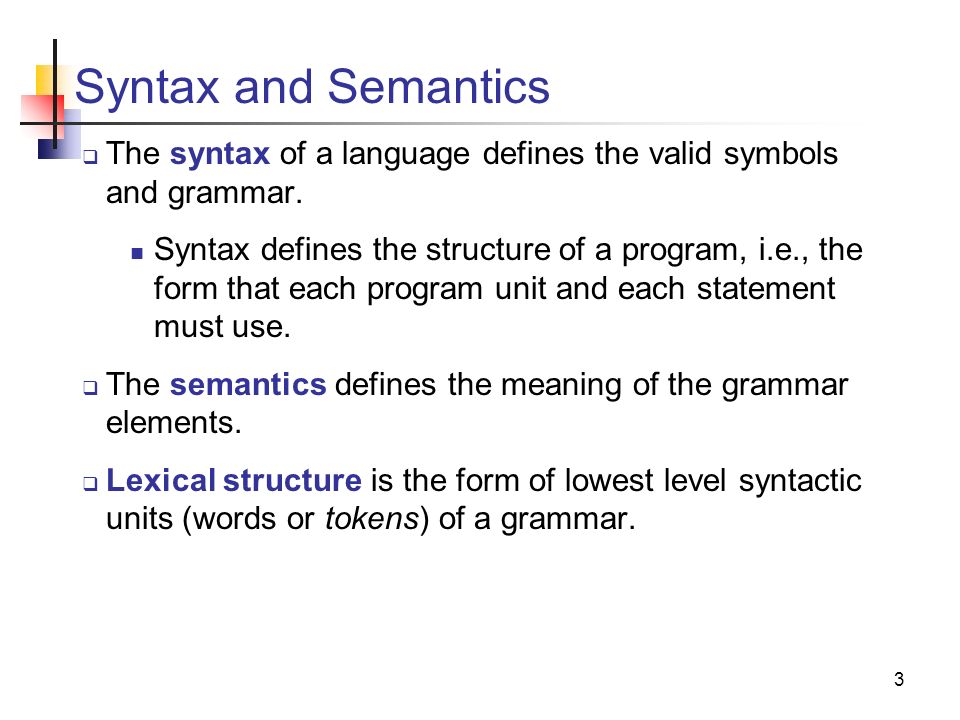 Syntax and Semantics
The syntax of a language defines the valid symbols
and grammar.
Syntax defines the structure of a program, i.e., the
form that each program unit and each statement
must use.
The semantics defines the meaning of the grammar
elements.
Lexical structure is the form of lowest level syntactic
units (words or tokens) of a grammar.
3